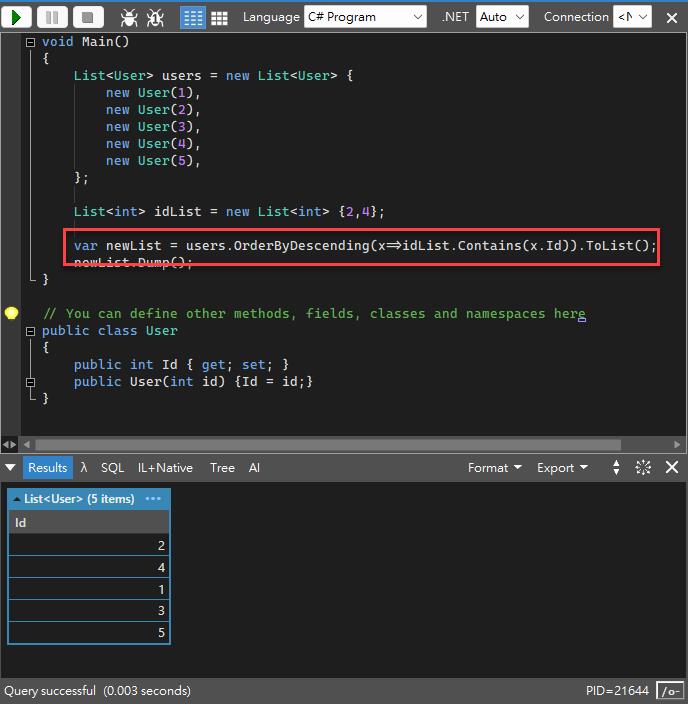 Language C# Program .NET Auto Connection <N
void Main()
{
    List<User> users = new List<User> {
        new User(1),
        new User(2),
        new User(3),
        new User(4),
        new User(5),
    };
    List<int> idList = new List<int> {2,4};
    var newList = users.OrderByDescending(x=>idList.Contains(x.Id)).ToList();
    newList.Dump();
}
// You can define other methods, fields, classes and namespaces here
public class User
{
    public int Id { get; set; }
    public User(int id) {Id = id;}
}
Results λ SQL IL+Native Tree AI Format Export
List<User> (5 items) •••
Id
2
4
1
3
5
Query successful (0.003 seconds) PID=21644 /o-